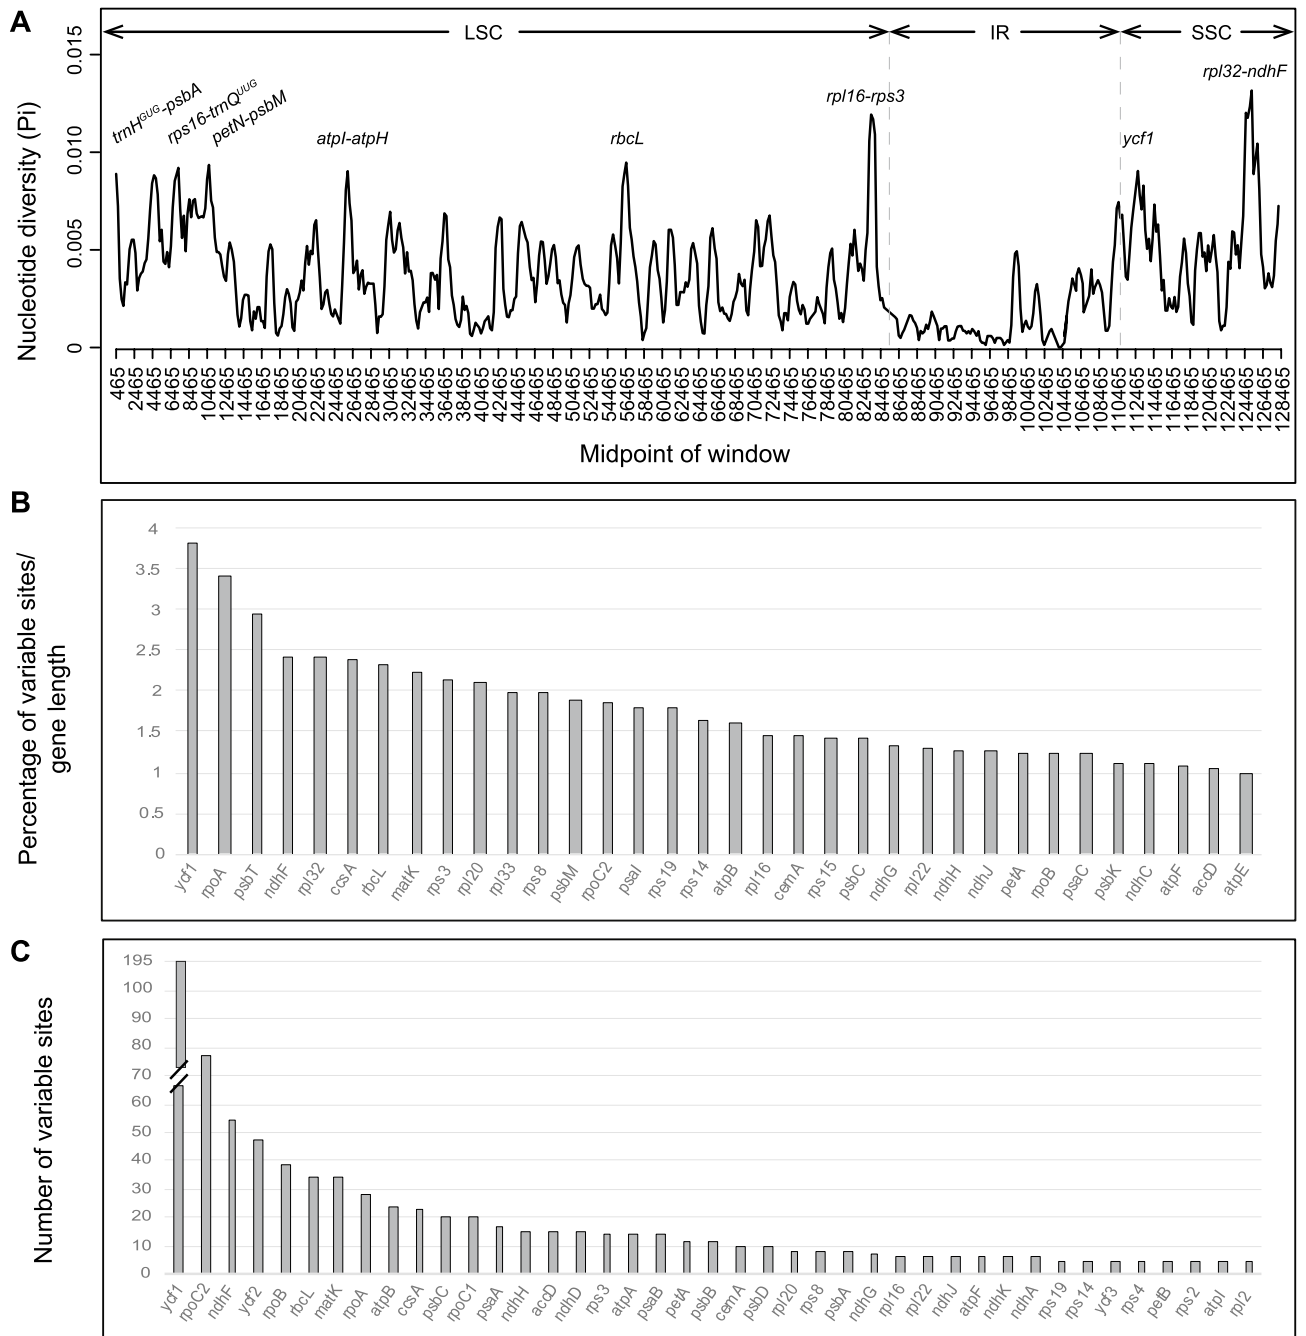 A
LSC
IR
SSC
Nucleotide diversity (Pi)
0.015
0.010
0.005
0
trnH^GUG-psbA
rps16-trnQ^UUG
petN-psbM
atpI-atpH
rbcL
rpl16-rps3
ycf1
rpl32-ndhF
465 2465 4465 6465 8465 10465 12465 14465 16465 18465 20465 22465 24465 26465 28465 30465 32465 34465 36465 38465 40465 42465 44465 46465 48465 50465 52465 54465 56465 58465 60465 62465 64465 66465 68465 70465 72465 74465 76465 78465 80465 82465 84465 86465 88465 90465 92465 94465 96465 98465 100465 102465 104465 106465 108465 110465 112465 114465 116465 118465 120465 122465 124465 126465 128465
Midpoint of window
B
Percentage of variable sites/
gene length
4
3.5
3
2.5
2
1.5
1
0.5
0
ycf1 rpoA psbT ndhF rpl32 ccsA rbcL matK rps3 rpl20 rpl33 rps8 psbM rpoC2 psaI rps19 rps14 atpB rpl16 cemA rps15 psbC ndhG rpl22 ndhH ndhJ petA rpoB psaC psbK ndhC atpF accD atpE
C
Number of variable sites
195
100
90
80
70
60
50
40
30
20
10
0
ycf1 rpoC2 ndhF ycf2 rpoB rbcL matK rpoA atpB ccsA psbC rpoC1 psaA ndhH accD ndhD rps3 atpA psaB petA psbB cemA psbD rpl20 rps8 psbA ndhG rpl16 rpl22 ndhJ atpF ndhK ndhA rps19 rps14 ycf3 rps4 petB rps2 atpI rpl2